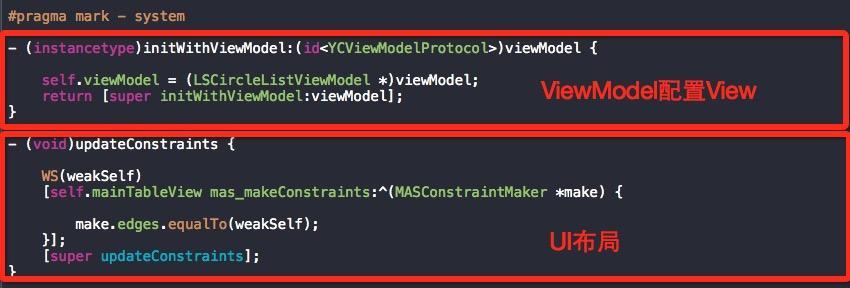 #pragma mark - system
- (instancetype)initWithViewModel:(id<YCViewModelProtocol>)viewModel {
self.viewModel = (LSCircleListViewModel *)viewModel;
return [super initWithViewModel:viewModel];
}
ViewModel配置View
- (void)updateConstraints {
WS(weakSelf)
[self.mainTableView mas_makeConstraints:^(MASConstraintMaker *make) {
make.edges.equalTo(weakSelf);
}];
[super updateConstraints];
}
UI布局